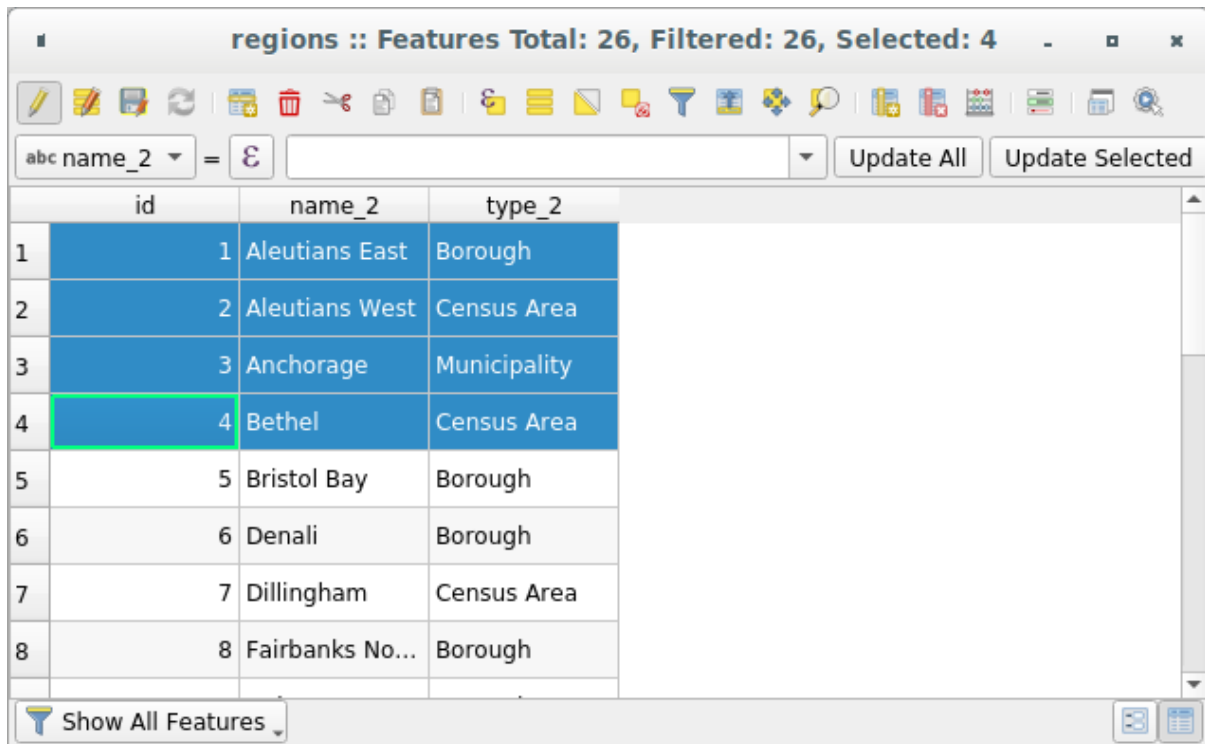 regions :: Features Total: 26, Filtered: 26, Selected: 4
abc name_2 = ε Update All Update Selected
id name_2 type_2
1 1 Aleutians East Borough
2 2 Aleutians West Census Area
3 3 Anchorage Municipality
4 4 Bethel Census Area
5 5 Bristol Bay Borough
6 6 Denali Borough
7 7 Dillingham Census Area
8 8 Fairbanks No... Borough
Show All Features